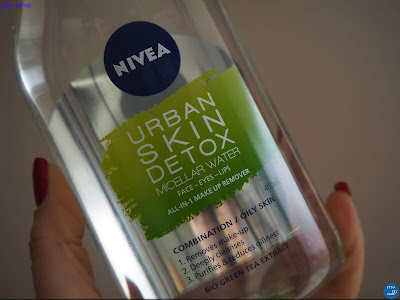 NIVEA
URBAN
SKIN
DETOX
MICELLAR WATER
FACE – EYES – LIPS
ALL-IN-1 MAKE UP REMOVER
COMBINATION / OILY SKIN
1. Removes make-up
2. Deeply cleanses
3. Purifies & reduces oiliness
BIO GREEN TEA EXTRACT